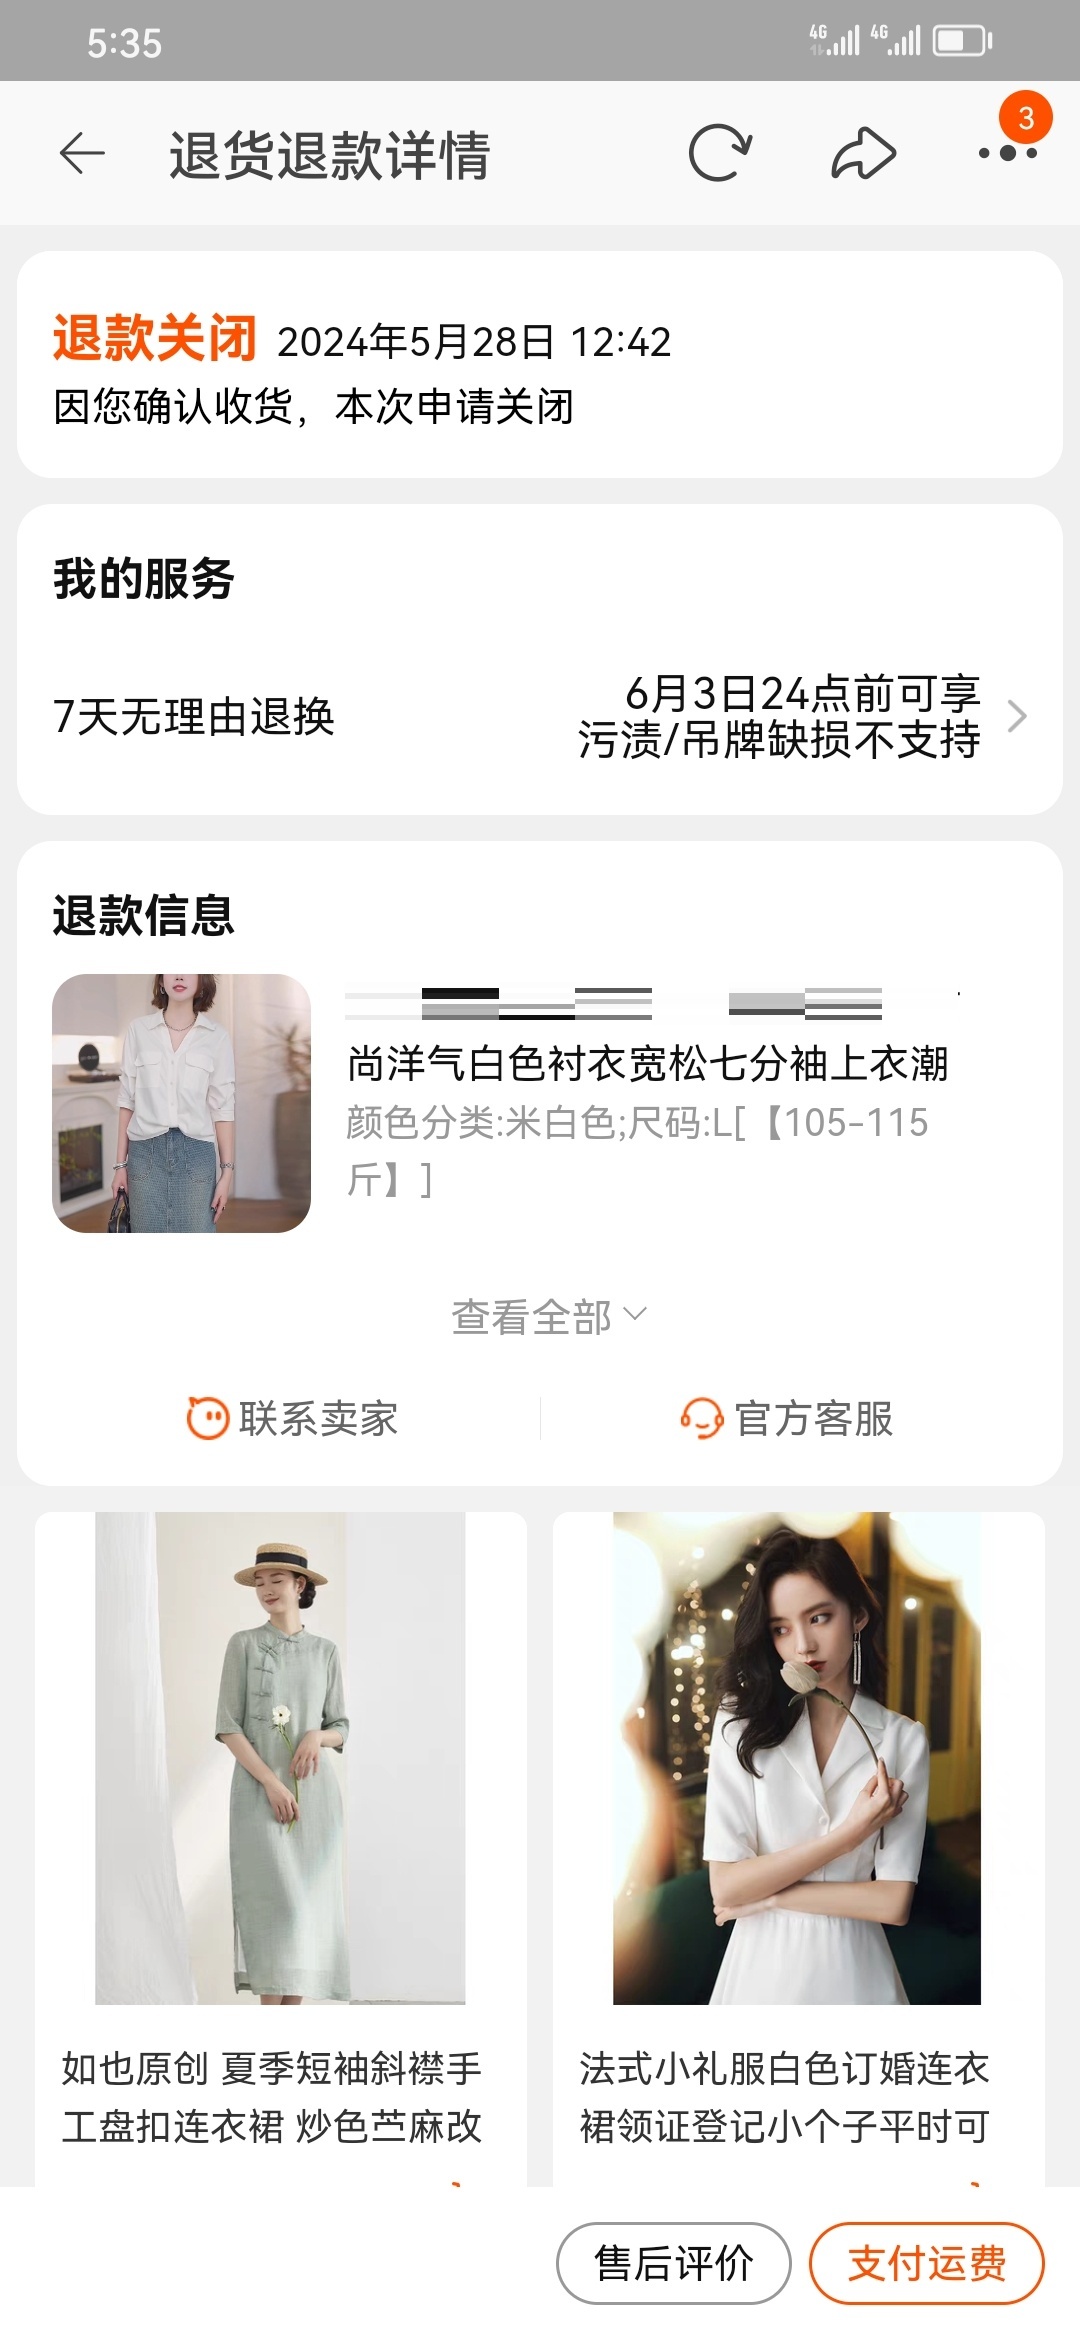 5:35
4G
4G
退货退款详情
3
退款关闭 2024年5月28日 12:42
因您确认收货，本次申请关闭
我的服务
7天无理由退换
6月3日24点前可享
污渍/吊牌缺损不支持
退款信息
尚洋气白色衬衣宽松七分袖上衣潮
颜色分类:米白色;尺码:L[【105-115
斤】]
查看全部
联系卖家
官方客服
如也原创 夏季短袖斜襟手
工盘扣连衣裙 炒色苎麻改
法式小礼服白色订婚连衣
裙领证登记小个子平时可
售后评价
支付运费